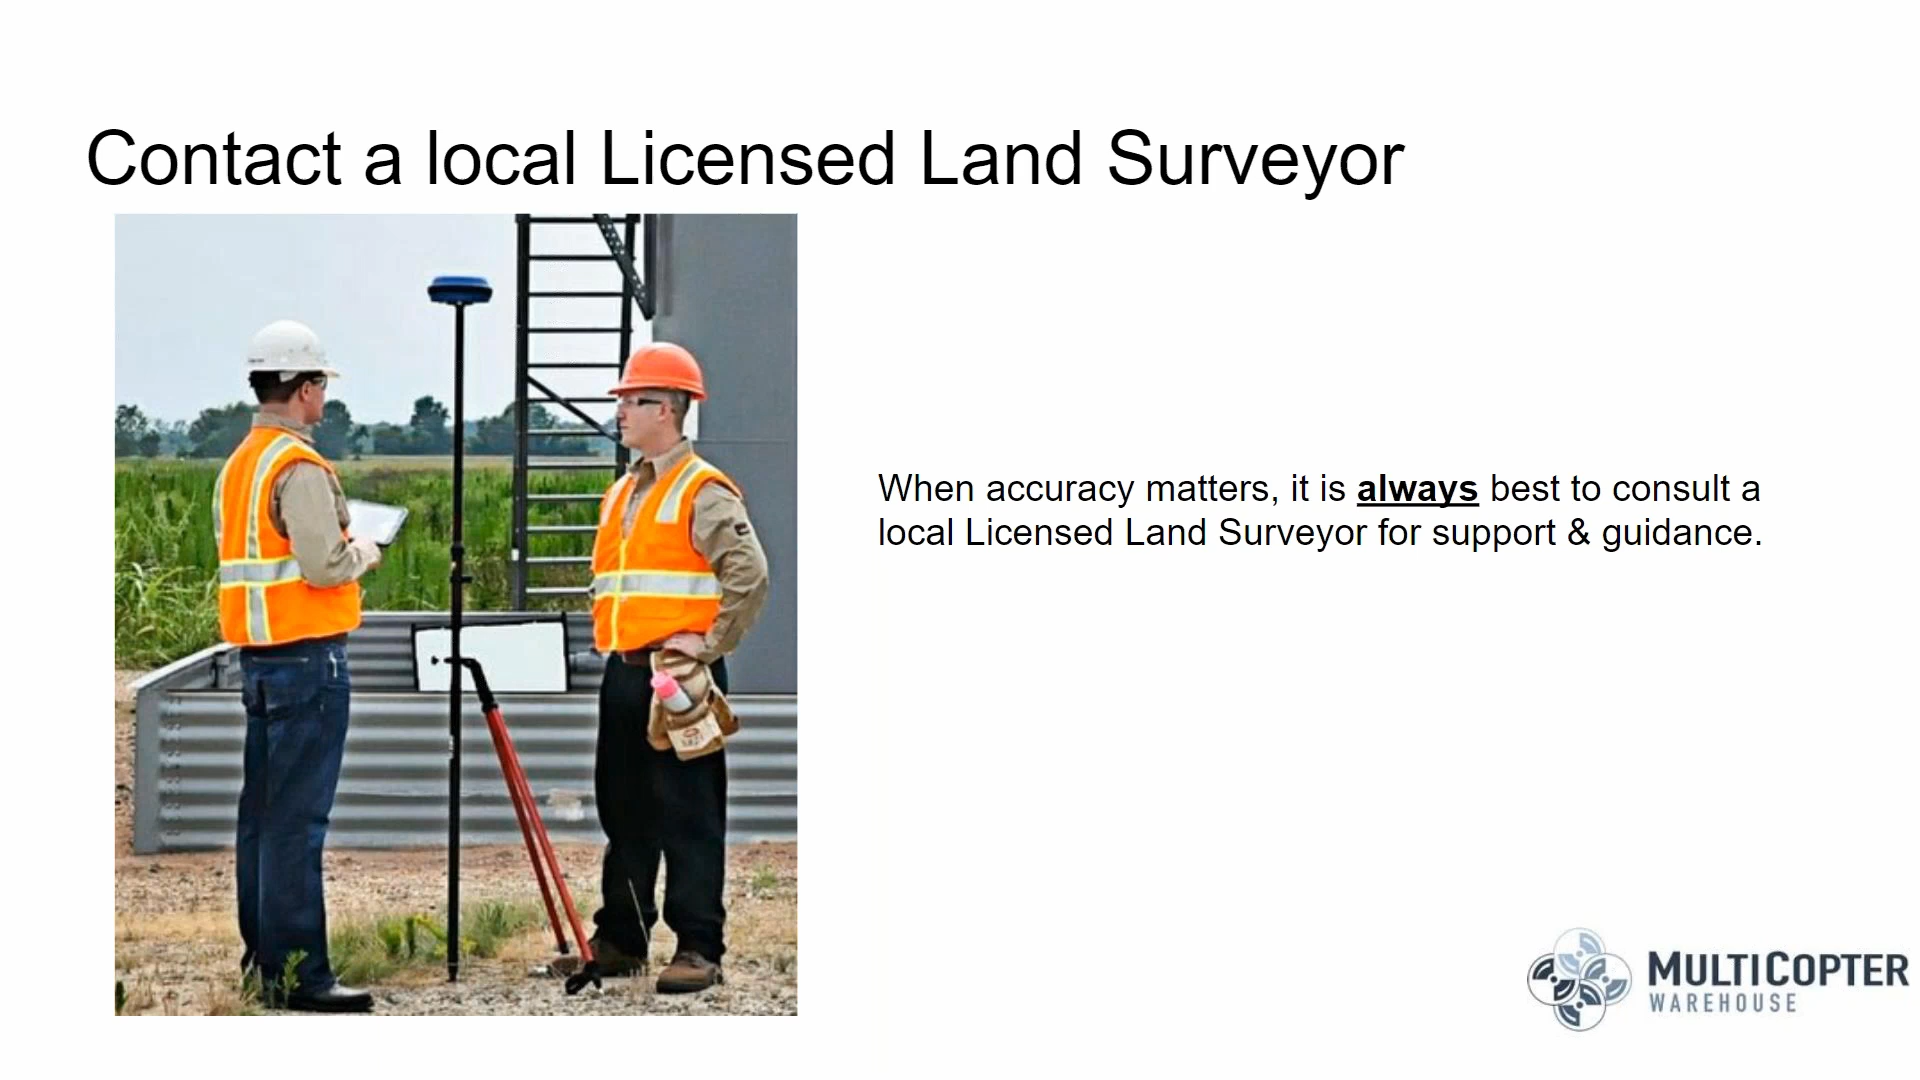 Contact a local Licensed Land Surveyor
When accuracy matters, it is always best to consult a
local Licensed Land Surveyor for support & guidance.
MULTICOPTER
WAREHOUSE